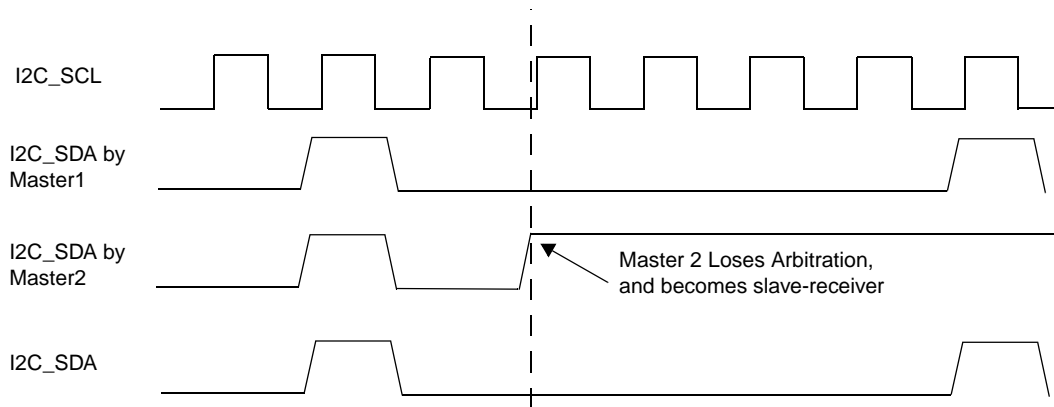 I2C_SCL
I2C_SDA by
Master1
I2C_SDA by
Master2
Master 2 Loses Arbitration,
and becomes slave-receiver
I2C_SDA